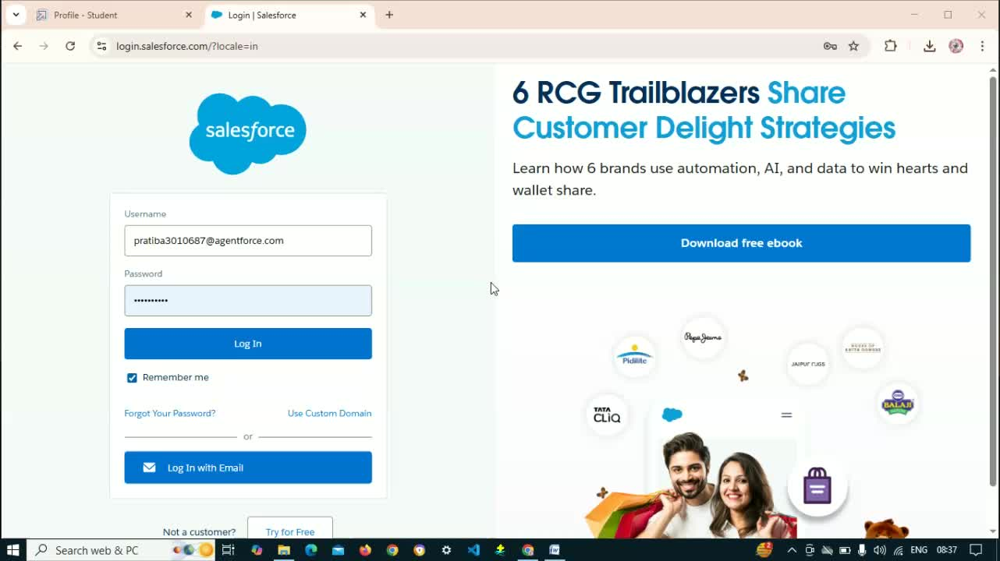 Profile - Student
Login | Salesforce
login.salesforce.com/?locale=in
salesforce
Username
pratiba3010687@agentforce.com
Password
••••••••••
Log In
Remember me
Forgot Your Password?
Use Custom Domain
or
Log In with Email
Not a customer?
Try for Free
6 RCG Trailblazers Share
Customer Delight Strategies
Learn how 6 brands use automation, AI, and data to win hearts and
wallet share.
Download free ebook
Pidilite
Pepe Jeans
JAIPUR RUGS
HOUSE OF
ANITA DONGRE
TATA
CLiQ
BALAJI
Search web & PC
2
ENG
08:37